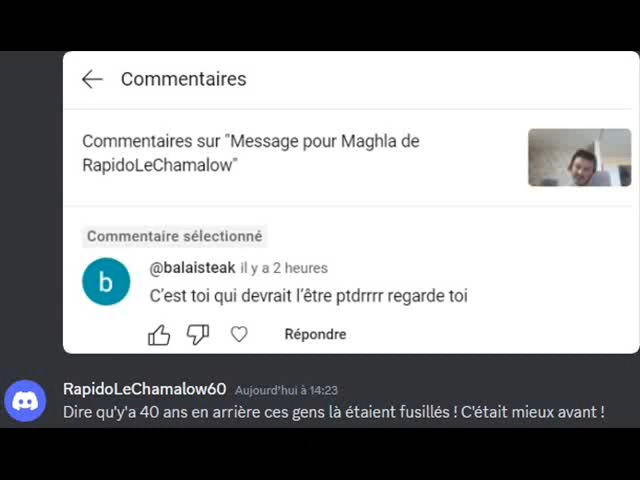 Commentaires
Commentaires sur "Message pour Maghla de
RapidoLeChamalow"
Commentaire sélectionné
b
@balaisteak il y a 2 heures
C'est toi qui devrait l'être ptdrrrr regarde toi
Répondre
RapidoLeChamalow60 Aujourd'hui à 14:23
Dire qu'y'a 40 ans en arrière ces gens là étaient fusillés ! C'était mieux avant !